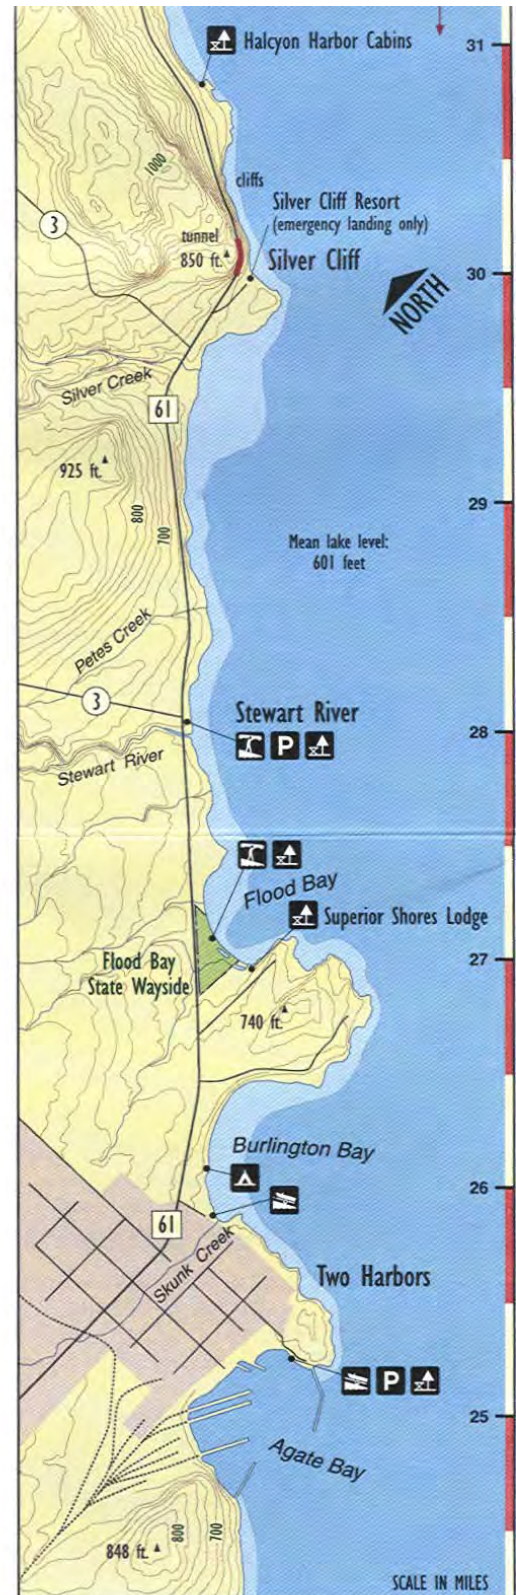 31
Halcyon Harbor Cabins
1000
cliffs
Silver Cliff Resort
(emergency landing only)
3
tunnel
850 ft.
Silver Cliff
30
NORTH
Silver Creek
61
925 ft.
800
700
29
Mean lake level:
601 feet
Petes Creek
3
Stewart River
P
28
Stewart River
Flood Bay
Superior Shores Lodge
27
Flood Bay
State Wayside
740 ft.
Burlington Bay
26
61
Skunk Creek
Two Harbors
P
25
Agate Bay
800
700
848 ft.
SCALE IN MILES